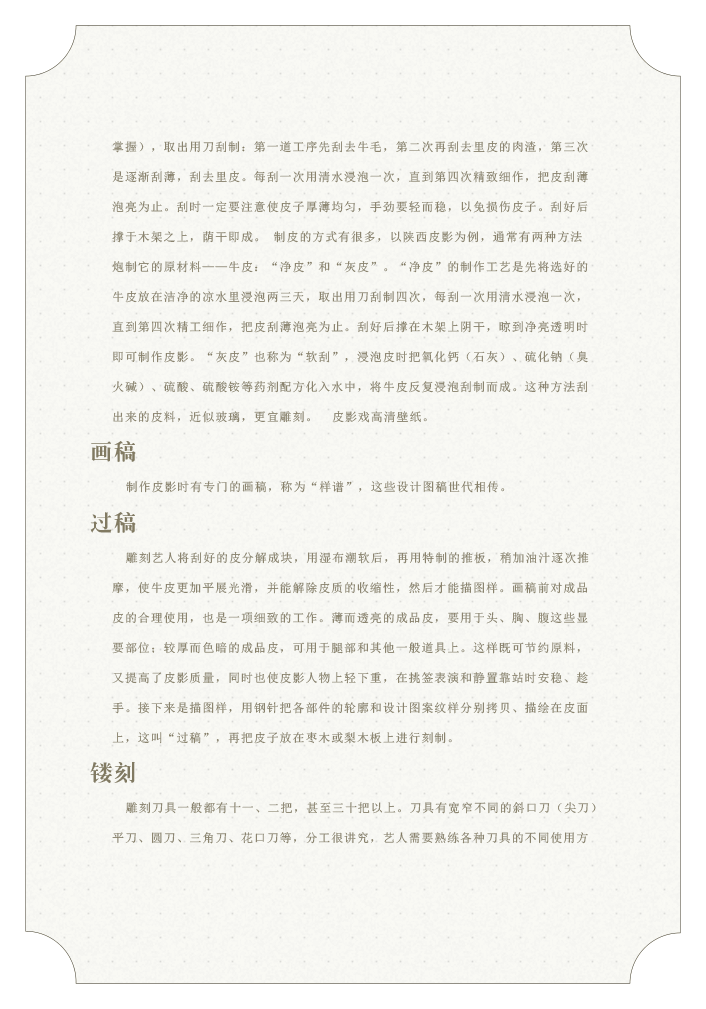 掌握），取出用刀刮制；第一道工序先刮去牛毛，第二次再刮去里皮的肉渣，第三次
是逐渐刮薄，刮去里皮。每刮一次用清水浸泡一次，直到第四次精致细作，把皮刮薄
泡亮为止。刮时一定要注意使皮子厚薄均匀，手劲要轻而稳，以免损伤皮子。刮好后
撑于木架之上，荫干即成。 制皮的方式有很多，以陕西皮影为例，通常有两种方法
炮制它的原材料——牛皮：“净皮”和“灰皮”。“净皮”的制作工艺是先将选好的
牛皮放在洁净的凉水里浸泡两三天，取出用刀刮制四次，每刮一次用清水浸泡一次，
直到第四次精工细作，把皮刮薄泡亮为止。刮好后撑在木架上阴干，晾到净亮透明时
即可制作皮影。“灰皮”也称为“软刮”，浸泡皮时把氧化钙（石灰）、硫化钠（臭
火碱）、硫酸、硫酸铵等药剂配方化入水中，将牛皮反复浸泡刮制而成。这种方法刮
出来的皮料，近似玻璃，更宜雕刻。 皮影戏高清壁纸。
画稿
制作皮影时有专门的画稿，称为“样谱”，这些设计图稿世代相传。
过稿
雕刻艺人将刮好的皮分解成块，用湿布潮软后，再用特制的推板，稍加油汁逐次推
摩，使牛皮更加平展光滑，并能解除皮质的收缩性，然后才能描图样。画稿前对成品
皮的合理使用，也是一项细致的工作。薄而透亮的成品皮，要用于头、胸、腹这些显
要部位；较厚而色暗的成品皮，可用于腿部和其他一般道具上。这样既可节约原料，
又提高了皮影质量，同时也使皮影人物上轻下重，在挑签表演和静置靠站时安稳、趁
手。接下来是描图样，用钢针把各部件的轮廓和设计图案纹样分别拷贝、描绘在皮面
上，这叫“过稿”，再把皮子放在枣木或梨木板上进行刻制。
镂刻
雕刻刀具一般都有十一、二把，甚至三十把以上。刀具有宽窄不同的斜口刀（尖刀）
平刀、圆刀、三角刀、花口刀等，分工很讲究，艺人需要熟练各种刀具的不同使用方